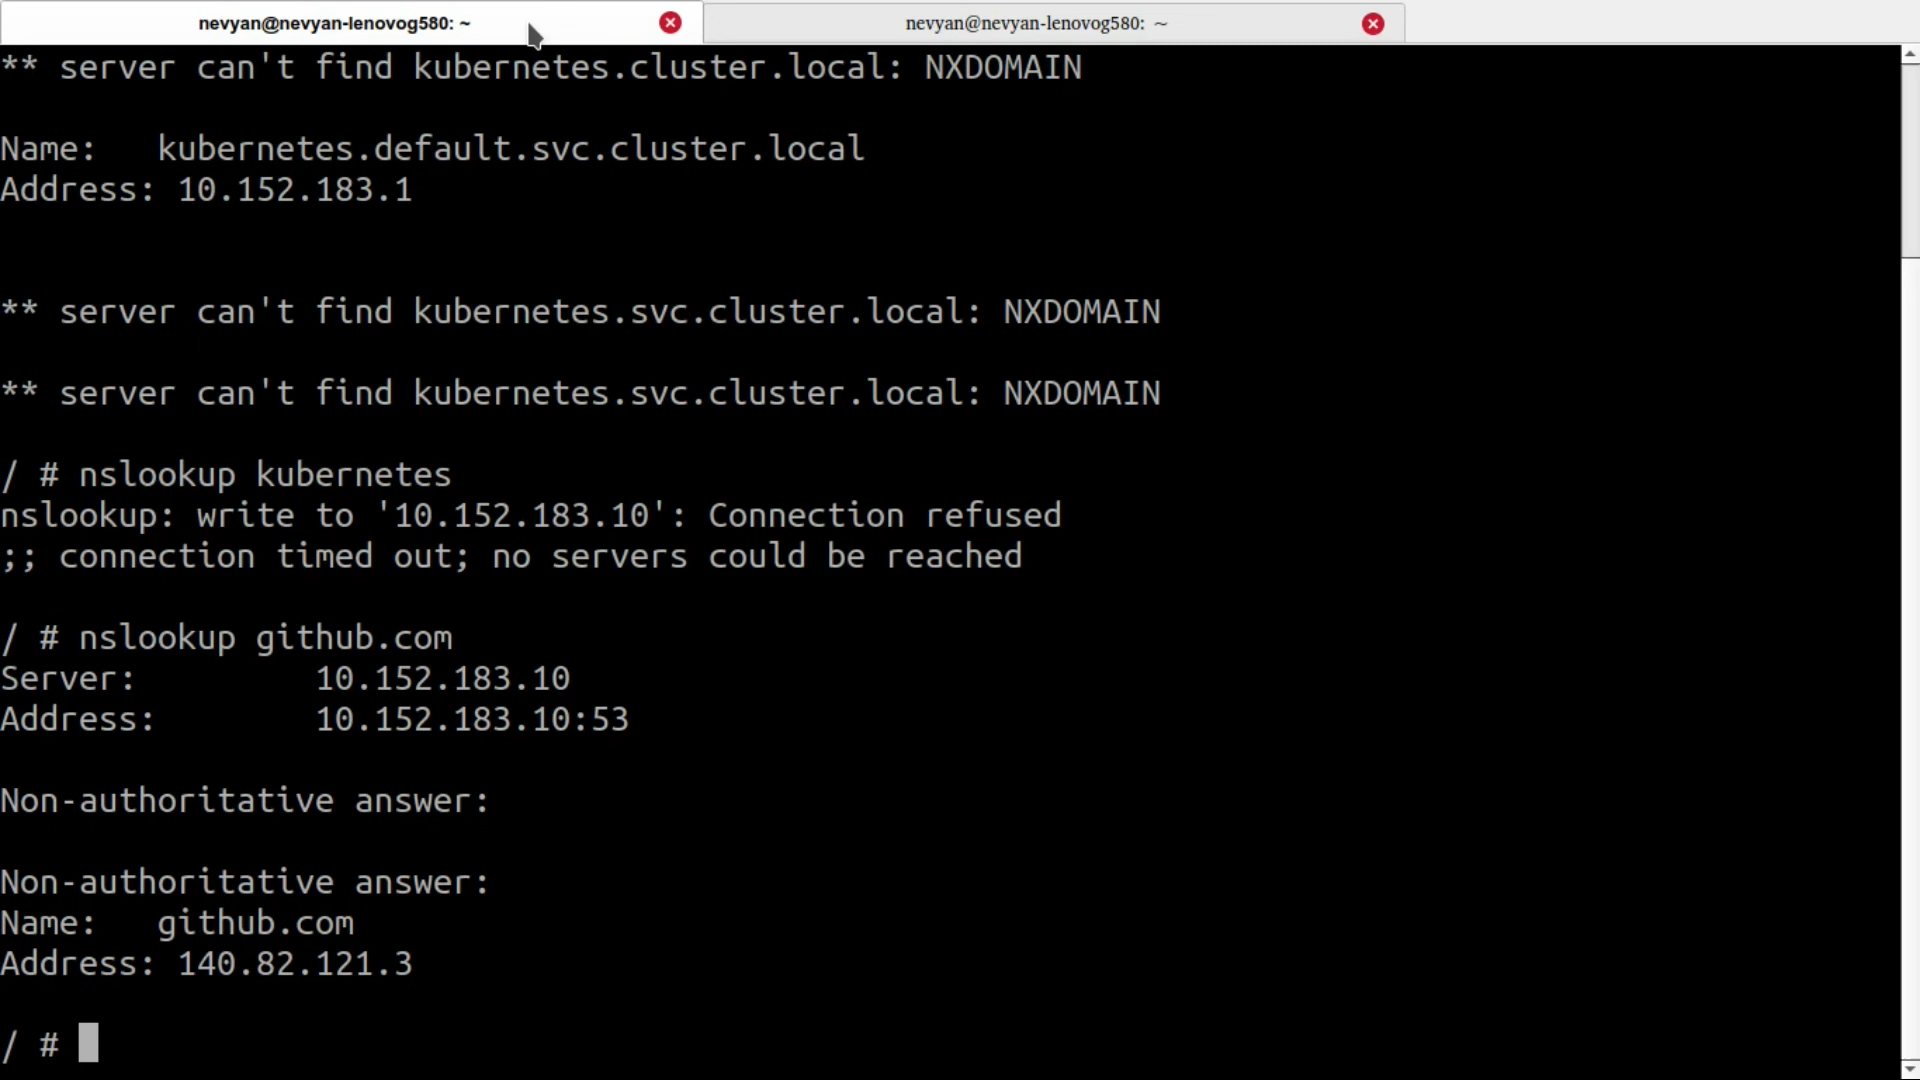 nevyan@nevyan-lenovog580: ~
nevyan@nevyan-lenovog580: ~
** server can't find kubernetes.cluster.local: NXDOMAIN
Name:   kubernetes.default.svc.cluster.local
Address: 10.152.183.1
** server can't find kubernetes.svc.cluster.local: NXDOMAIN
** server can't find kubernetes.svc.cluster.local: NXDOMAIN
/ # nslookup kubernetes
nslookup: write to '10.152.183.10': Connection refused
;; connection timed out; no servers could be reached
/ # nslookup github.com
Server:         10.152.183.10
Address:        10.152.183.10:53
Non-authoritative answer:
Non-authoritative answer:
Name:   github.com
Address: 140.82.121.3
/ #